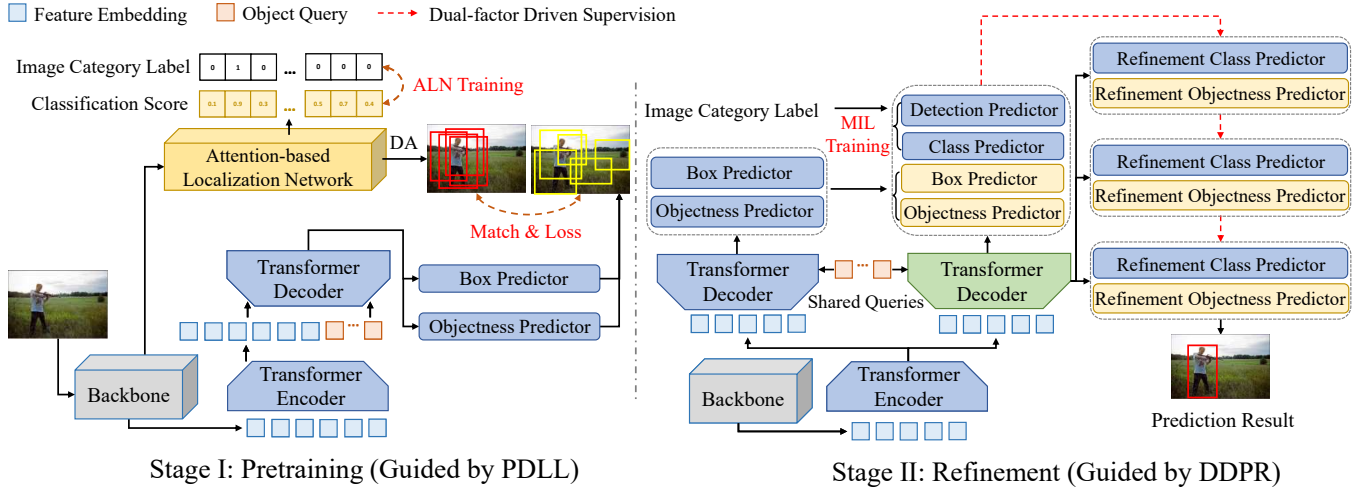 Feature Embedding
Object Query
Dual-factor Driven Supervision
Image Category Label
0 1 0 ... 0 0 0
ALN Training
Classification Score
0.1 0.9 0.3 ... 0.5 0.7 0.4
Attention-based
Localization Network
DA
Match & Loss
Transformer
Decoder
Box Predictor
Objectness Predictor
...
Backbone
Transformer
Encoder
Stage I: Pretraining (Guided by PDLL)
Image Category Label
MIL
Training
Detection Predictor
Class Predictor
Box Predictor
Objectness Predictor
Box Predictor
Objectness Predictor
Transformer
Decoder
...
Shared Queries
Transformer
Decoder
Backbone
Transformer
Encoder
Refinement Class Predictor
Refinement Objectness Predictor
Refinement Class Predictor
Refinement Objectness Predictor
Refinement Class Predictor
Refinement Objectness Predictor
Prediction Result
Stage II: Refinement (Guided by DDPR)